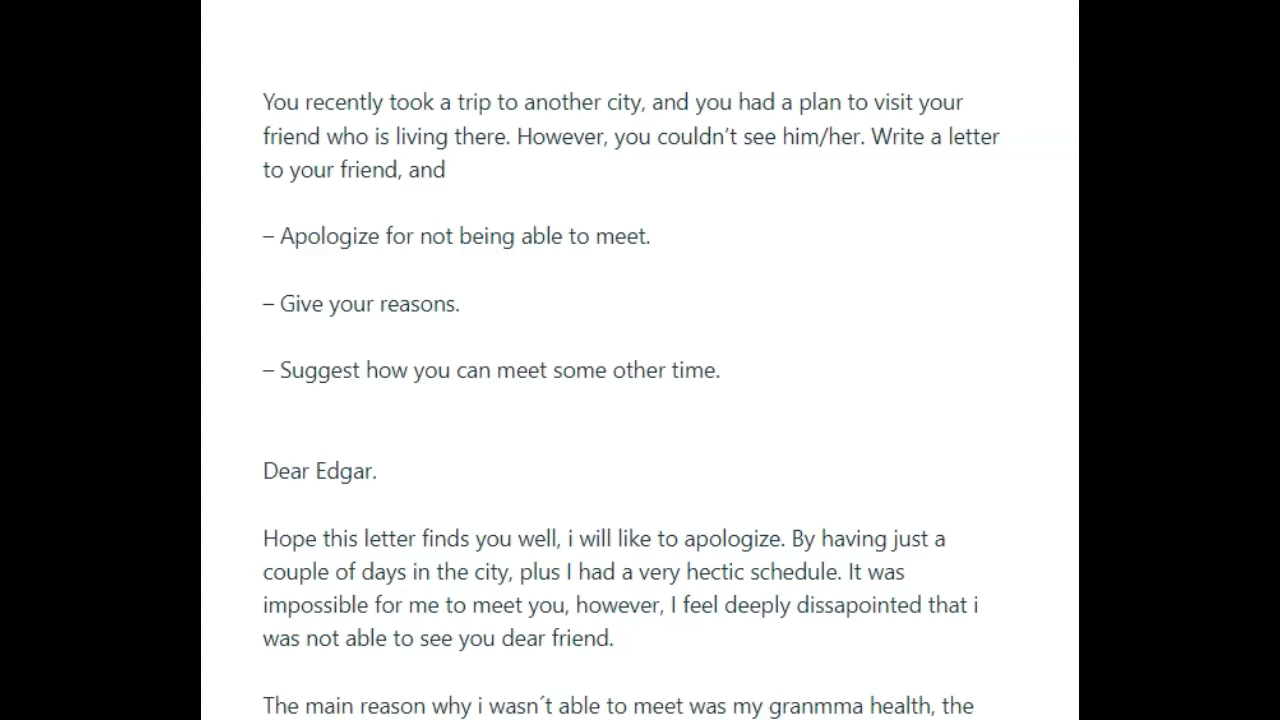 You recently took a trip to another city, and you had a plan to visit your
friend who is living there. However, you couldn’t see him/her. Write a letter
to your friend, and
– Apologize for not being able to meet.
– Give your reasons.
– Suggest how you can meet some other time.
Dear Edgar.
Hope this letter finds you well, i will like to apologize. By having just a
couple of days in the city, plus I had a very hectic schedule. It was
impossible for me to meet you, however, I feel deeply dissapointed that i
was not able to see you dear friend.
The main reason why i wasn´t able to meet was my granmma health, the